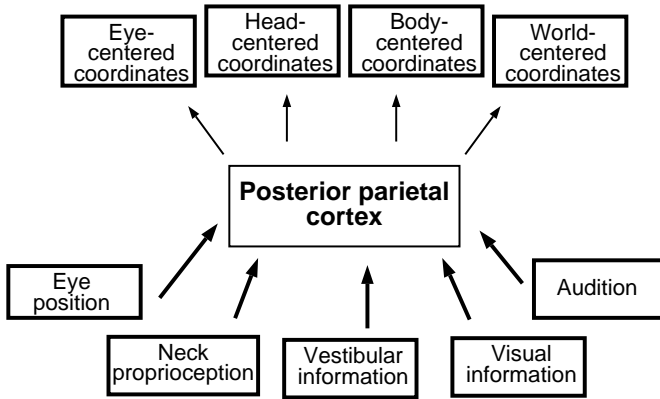 Eye-
centered
coordinates
Head-
centered
coordinates
Body-
centered
coordinates
World-
centered
coordinates
Posterior parietal
cortex
Eye
position
Neck
proprioception
Vestibular
information
Visual
information
Audition